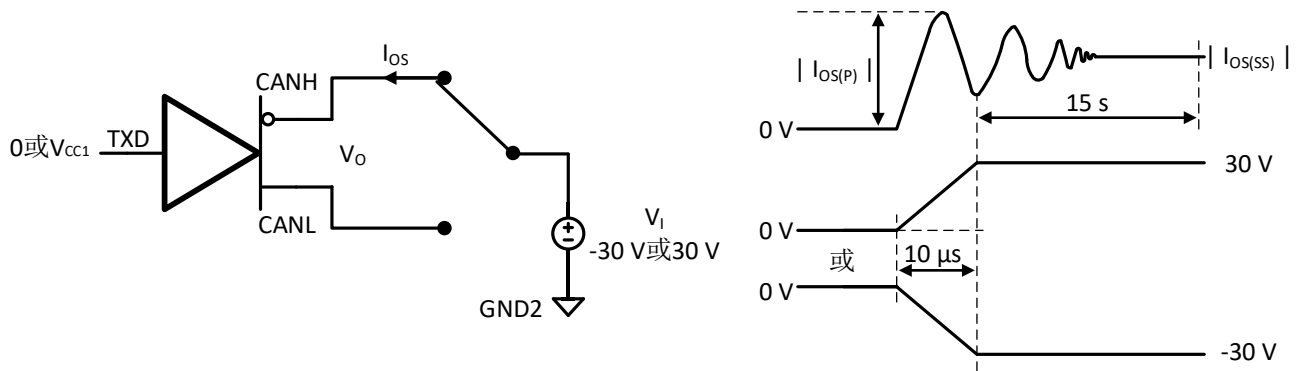 0或VCC1
TXD
CANH
CANL
IOS
VO
VI
-30 V或30 V
GND2
| IOS(P) |
| IOS(SS) |
0 V
15 s
30 V
0 V
或
10 μs
0 V
-30 V